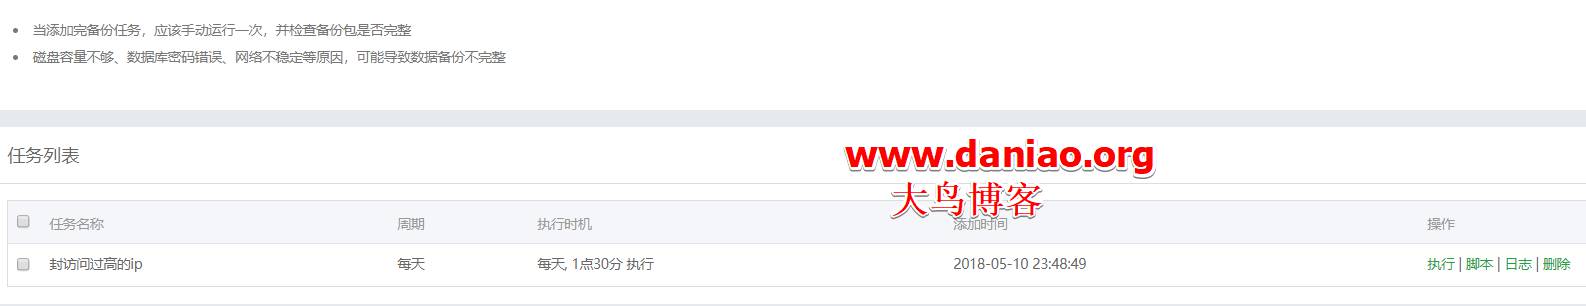 当添加完备份任务，应该手动运行一次，并检查备份包是否完整
磁盘容量不够、数据库密码错误、网络不稳定等原因，可能导致数据备份不完整
任务列表
www.daniao.org
大鸟博客
任务名称 周期 执行时机 添加时间 操作
封访问过高的ip 每天 每天, 1点30分 执行 2018-05-10 23:48:49 执行 | 脚本 | 日志 | 删除